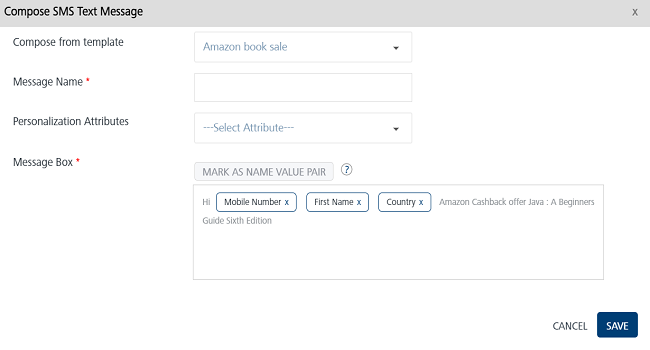 Compose SMS Text Message x
Compose from template Amazon book sale
Message Name *
Personalization Attributes ---Select Attribute---
Message Box * MARK AS NAME VALUE PAIR ?
Hi Mobile Number x First Name x Country x Amazon Cashback offer Java : A Beginners
Guide Sixth Edition
CANCEL SAVE